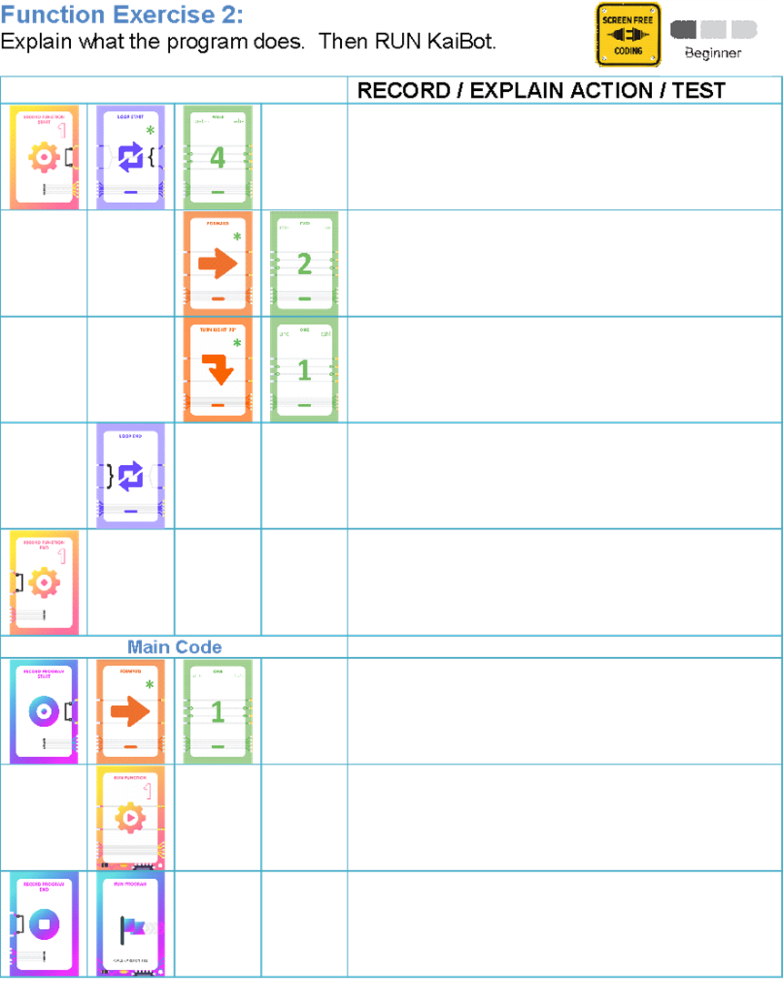 Function Exercise 2:
Explain what the program does. Then RUN KaiBot.
SCREEN FREE
CODING
Beginner
RECORD / EXPLAIN ACTION / TEST
RECORD FUNCTION
START
1
LOOP START
*
FOUR
4
FORWARD
*
TWO
2
TURN RIGHT 90°
*
ONE
1
LOOP END
RECORD FUNCTION
END
1
Main Code
RECORD PROGRAM
START
FORWARD
*
ONE
1
RUN FUNCTION
1
RECORD PROGRAM
END
RUN PROGRAM